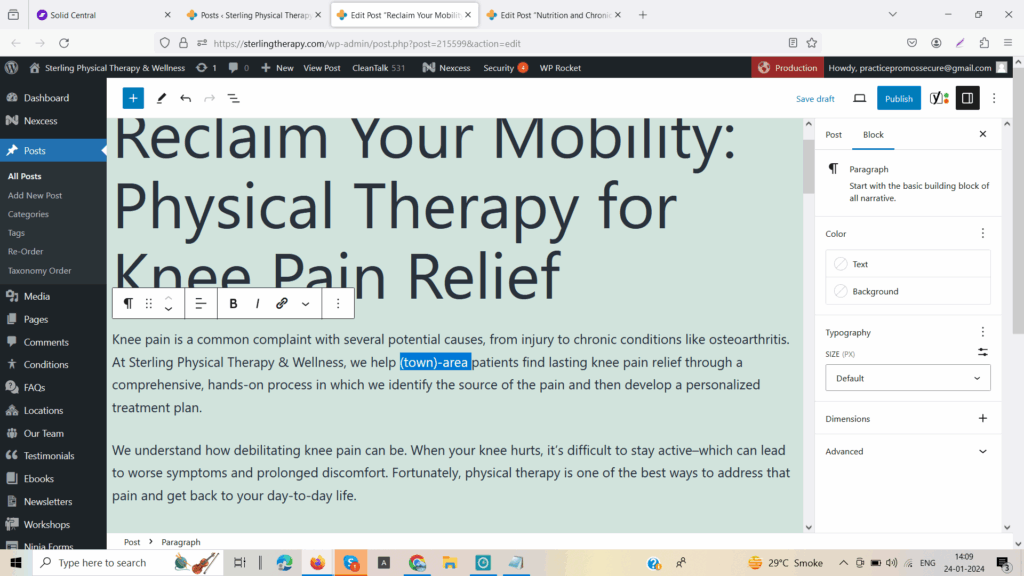 Solid Central
Posts ‹ Sterling Physical Therapy
Edit Post "Reclaim Your Mobilit
Edit Post "Nutrition and Chronic
https://sterlingtherapy.com/wp-admin/post.php?post=215599&action=edit
Sterling Physical Therapy & Wellness
1
0
New
View Post
CleanTalk 531
Nexcess
Security 4
WP Rocket
Production
Howdy, practicepromossecure@gmail.com
Dashboard
Nexcess
Posts
All Posts
Add New Post
Categories
Tags
Re-Order
Taxonomy Order
Media
Pages
Comments
Conditions
FAQs
Locations
Our Team
Testimonials
Ebooks
Newsletters
Workshops
Ninja Forms
Save draft
Publish
Reclaim Your Mobility:
Physical Therapy for
Knee Pain Relief
B I
Knee pain is a common complaint with several potential causes, from injury to chronic conditions like osteoarthritis.
At Sterling Physical Therapy & Wellness, we help (town)-area patients find lasting knee pain relief through a
comprehensive, hands-on process in which we identify the source of the pain and then develop a personalized
treatment plan.
We understand how debilitating knee pain can be. When your knee hurts, it's difficult to stay active–which can lead
to worse symptoms and prolonged discomfort. Fortunately, physical therapy is one of the best ways to address that
pain and get back to your day-to-day life.
Post
Block
Paragraph
Start with the basic building block of
all narrative.
Color
Text
Background
Typography
SIZE (PX)
Default
Dimensions
Advanced
Post > Paragraph
Type here to search
29°C Smoke
ENG
14:09
24-01-2024
3